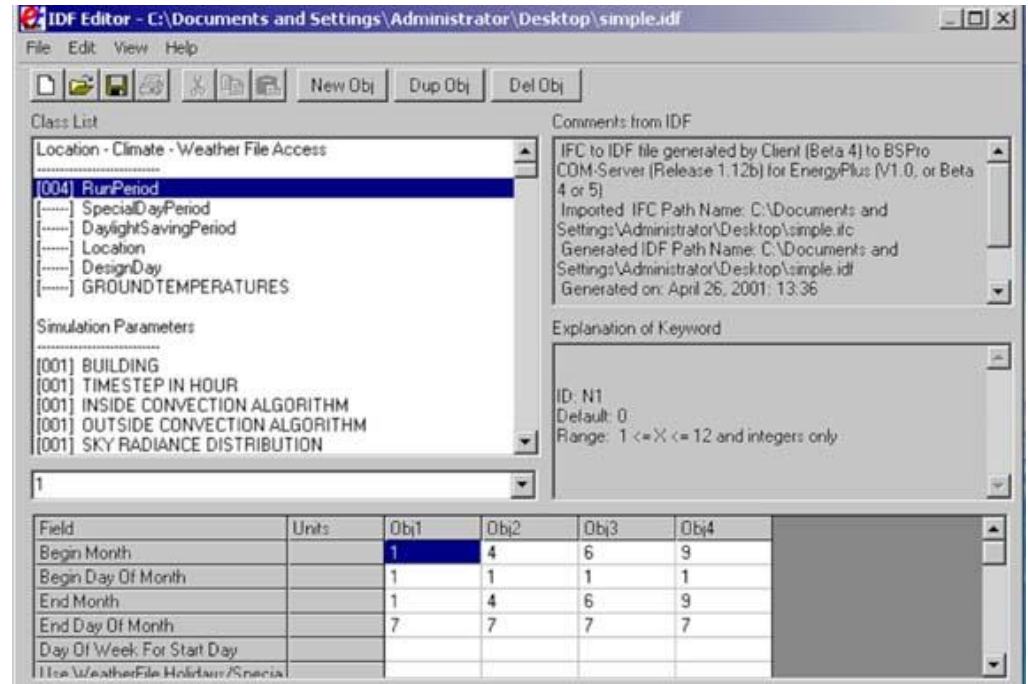 IDF Editor - C:\Documents and Settings\Administrator\Desktop\simple.idf
File Edit View Help
New Obj Dup Obj Del Obj
Class List
Location - Climate - Weather File Access
----------------------------
[004] RunPeriod
[------] SpecialDayPeriod
[------] DaylightSavingPeriod
[------] Location
[------] DesignDay
[------] GROUNDTEMPERATURES
Simulation Parameters
----------------------------
[001] BUILDING
[001] TIMESTEP IN HOUR
[001] INSIDE CONVECTION ALGORITHM
[001] OUTSIDE CONVECTION ALGORITHM
[001] SKY RADIANCE DISTRIBUTION
1
Comments from IDF
IFC to IDF file generated by Client (Beta 4) to BSPro
COM-Server (Release 1.12b) for EnergyPlus (V1.0, or Beta
4 or 5)
Imported IFC Path Name: C:\Documents and
Settings\Administrator\Desktop\simple.ifc
Generated IDF Path Name: C:\Documents and
Settings\Administrator\Desktop\simple.idf
Generated on: April 26, 2001: 13:36
Explanation of Keyword
ID: N1
Default: 0
Range: 1 <= X <= 12 and integers only
Field Units Obj1 Obj2 Obj3 Obj4
Begin Month 1 4 6 9
Begin Day Of Month 1 1 1 1
End Month 1 4 6 9
End Day Of Month 7 7 7 7
Day Of Week For Start Day
Use WeatherFile Holidays/Special